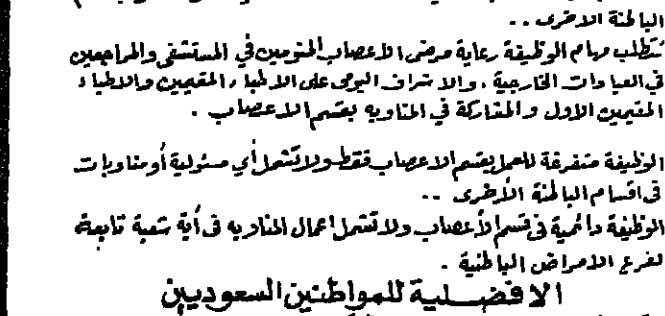 الباطنة الاخرى ..
تتطلب مهام الوظيفة رعاية مرضى الاعصاب المنومين في المستشفى والمراجعين
في العيادات الخارجية ، والاشراف اليومى على الاطباء المقيمين والاطباء
المقيمين الاول والمشاركة في المناوبه بقسم الاعصاب .
الوظيفة متفرغة للعمل بقسم الاعصاب فقط ولا تشمل أي مسئولية أو مناوبات
في اقسام الباطنة الأخرى ..
الوظيفة دائمية في قسم الأعصاب ولا تشمل اعمال المناوبه في أية شعبة تابعة
لفرع الامراض الباطنية .
الافضلية للمواطنين السعوديين